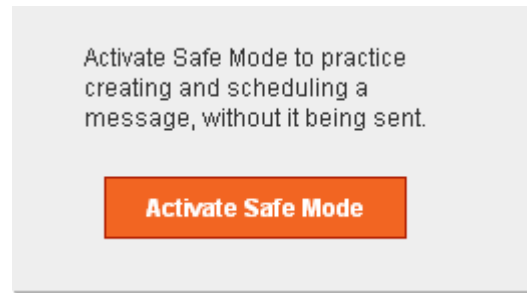 Activate Safe Mode to practice
creating and scheduling a
message, without it being sent.
Activate Safe Mode